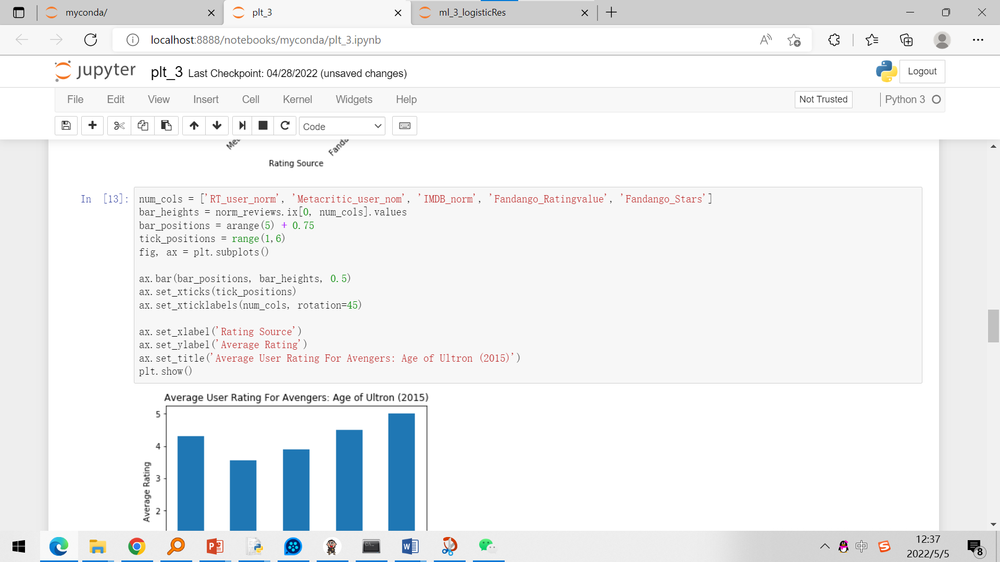 myconda/
plt_3
ml_3_logisticRes
localhost:8888/notebooks/myconda/plt_3.ipynb
jupyter
plt_3 Last Checkpoint: 04/28/2022 (unsaved changes)
Logout
File Edit View Insert Cell Kernel Widgets Help
Not Trusted
Python 3
Code
Rating Source
In [13]:
num_cols = ['RT_user_norm', 'Metacritic_user_nom', 'IMDB_norm', 'Fandango_Ratingvalue', 'Fandango_Stars']
bar_heights = norm_reviews.ix[0, num_cols].values
bar_positions = arange(5) + 0.75
tick_positions = range(1,6)
fig, ax = plt.subplots()
ax.bar(bar_positions, bar_heights, 0.5)
ax.set_xticks(tick_positions)
ax.set_xticklabels(num_cols, rotation=45)
ax.set_xlabel('Rating Source')
ax.set_ylabel('Average Rating')
ax.set_title('Average User Rating For Avengers: Age of Ultron (2015)')
plt.show()
Average User Rating For Avengers: Age of Ultron (2015)
5
4
3
2
Average Rating
中
12:37
2022/5/5
8